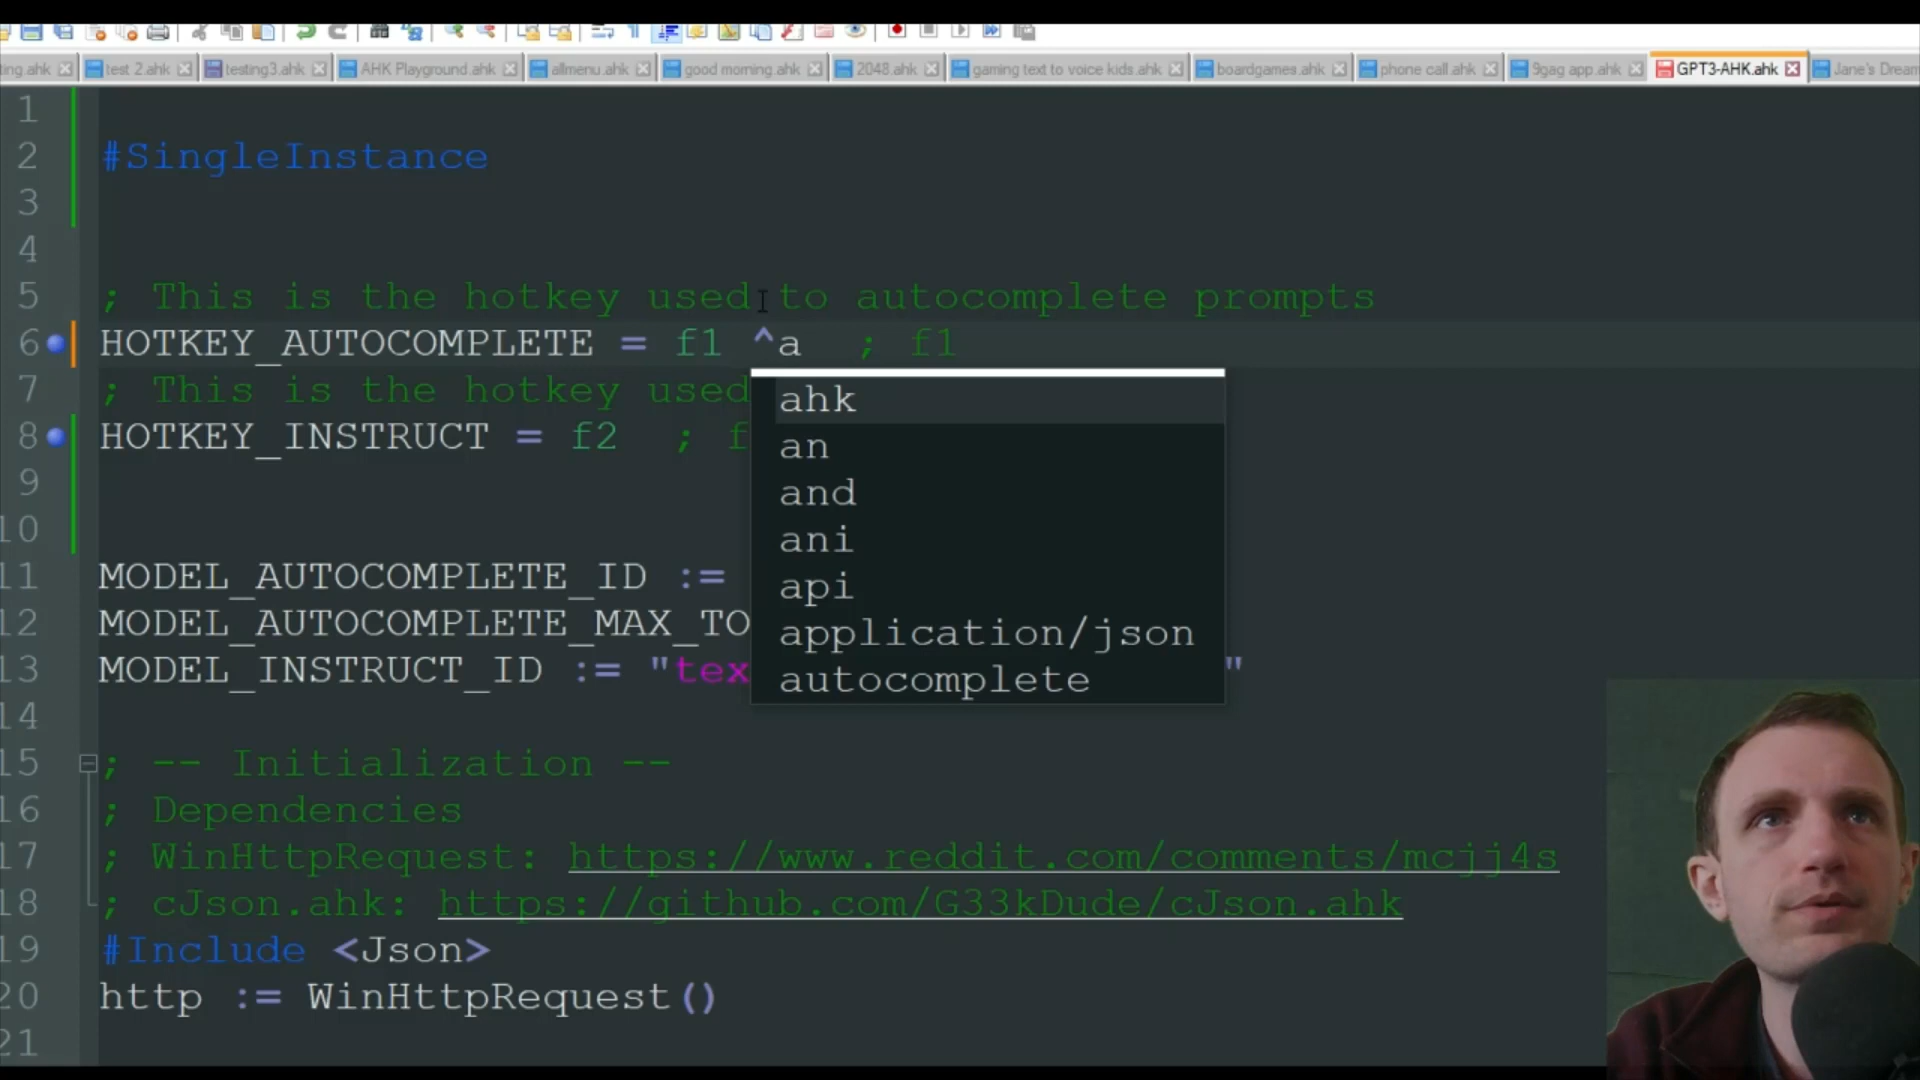 ting.ahk test 2.ahk testing3.ahk AHK Playground.ahk allmenu.ahk good morning.ahk 2048.ahk gaming text to voice kids.ahk boardgames.ahk phone call.ahk 9gag app.ahk GPT3-AHK.ahk Jane's Dream
1
2 #SingleInstance
3
4
5 ; This is the hotkey used to autocomplete prompts
6 HOTKEY_AUTOCOMPLETE = f1 ^a ; f1
7 ; This is the hotkey used
8 HOTKEY_INSTRUCT = f2 ; f
9
10
11 MODEL_AUTOCOMPLETE_ID :=
12 MODEL_AUTOCOMPLETE_MAX_TO
13 MODEL_INSTRUCT_ID := "tex "
ahk
an
and
ani
api
application/json
autocomplete
14
15 ; -- Initialization --
16 ; Dependencies
17 ; WinHttpRequest: https://www.reddit.com/comments/mcjj4s
18 ; cJson.ahk: https://github.com/G33kDude/cJson.ahk
19 #Include <Json>
20 http := WinHttpRequest()
21